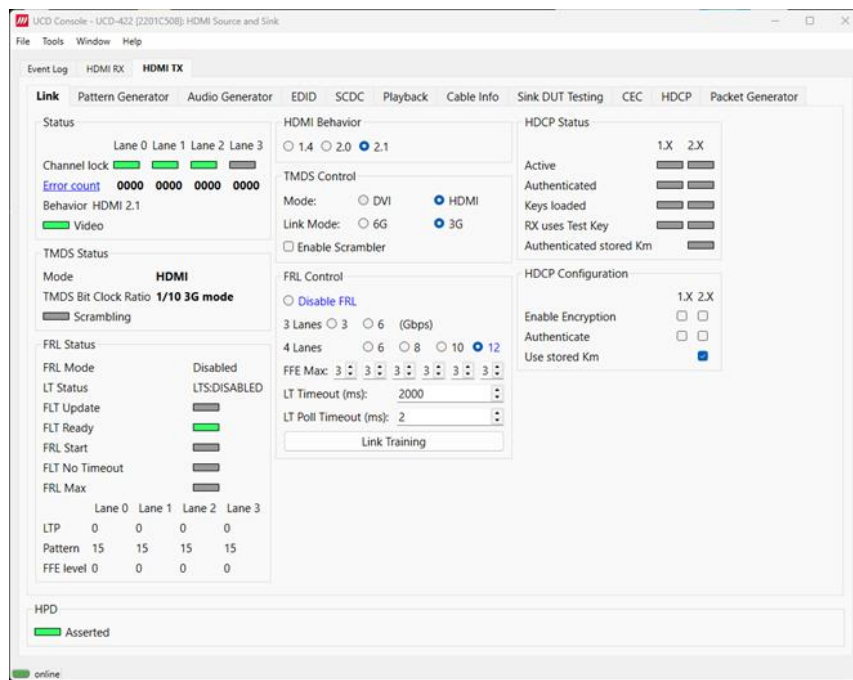 UCD Console - UCD-422 [2201C508]: HDMI Source and Sink
File Tools Window Help
Event Log HDMI RX HDMI TX
Link Pattern Generator Audio Generator EDID SCDC Playback Cable Info Sink DUT Testing CEC HDCP Packet Generator
Status
Lane 0 Lane 1 Lane 2 Lane 3
Channel lock
Error count 0000 0000 0000 0000
Behavior HDMI 2.1
Video
TMDS Status
Mode HDMI
TMDS Bit Clock Ratio 1/10 3G mode
Scrambling
FRL Status
FRL Mode Disabled
LT Status LTS:DISABLED
FLT Update
FLT Ready
FRL Start
FLT No Timeout
FRL Max
Lane 0 Lane 1 Lane 2 Lane 3
LTP 0 0 0 0
Pattern 15 15 15 15
FFE level 0 0 0 0
HDMI Behavior
1.4 2.0 2.1
TMDS Control
Mode: DVI HDMI
Link Mode: 6G 3G
Enable Scrambler
FRL Control
Disable FRL
3 Lanes 3 6 (Gbps)
4 Lanes 6 8 10 12
FFE Max: 3 3 3 3 3 3
LT Timeout (ms): 2000
LT Poll Timeout (ms): 2
Link Training
HDCP Status
1.X 2.X
Active
Authenticated
Keys loaded
RX uses Test Key
Authenticated stored Km
HDCP Configuration
1.X 2.X
Enable Encryption
Authenticate
Use stored Km
HPD
Asserted
online